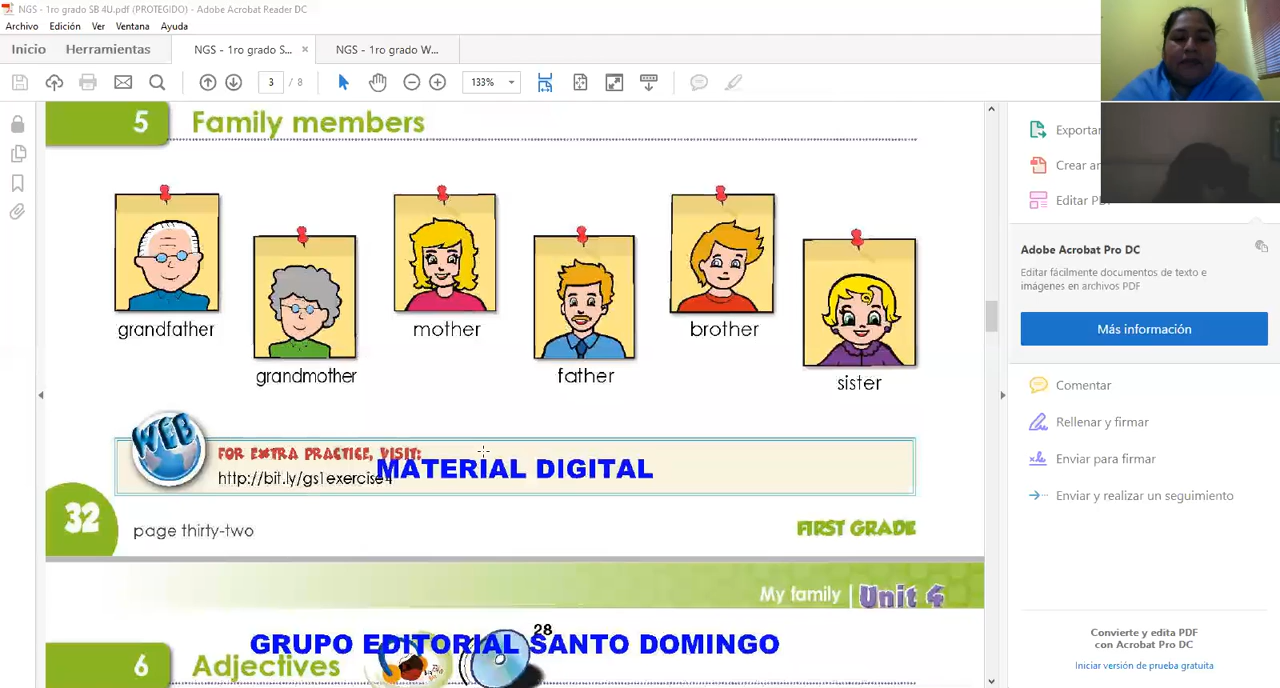 NGS - 1ro grado SB 4U.pdf (PROTEGIDO) - Adobe Acrobat Reader DC
Archivo Edición Ver Ventana Ayuda
Inicio Herramientas NGS - 1ro grado S... × NGS - 1ro grado W...
3 / 8 133%
5 Family members
grandfather
grandmother
mother
father
brother
sister
WEB
FOR EXTRA PRACTICE, VISIT:
http://bit.ly/gs1exercise4
MATERIAL DIGITAL
32 page thirty-two FIRST GRADE
My family | Unit 4
28
GRUPO EDITORIAL SANTO DOMINGO
6 Adjectives
Exportar
Crear ar
Editar PD
Adobe Acrobat Pro DC
Editar fácilmente documentos de texto e
imágenes en archivos PDF
Más información
Comentar
Rellenar y firmar
Enviar para firmar
Enviar y realizar un seguimiento
Convierte y edita PDF
con Acrobat Pro DC
Iniciar versión de prueba gratuita